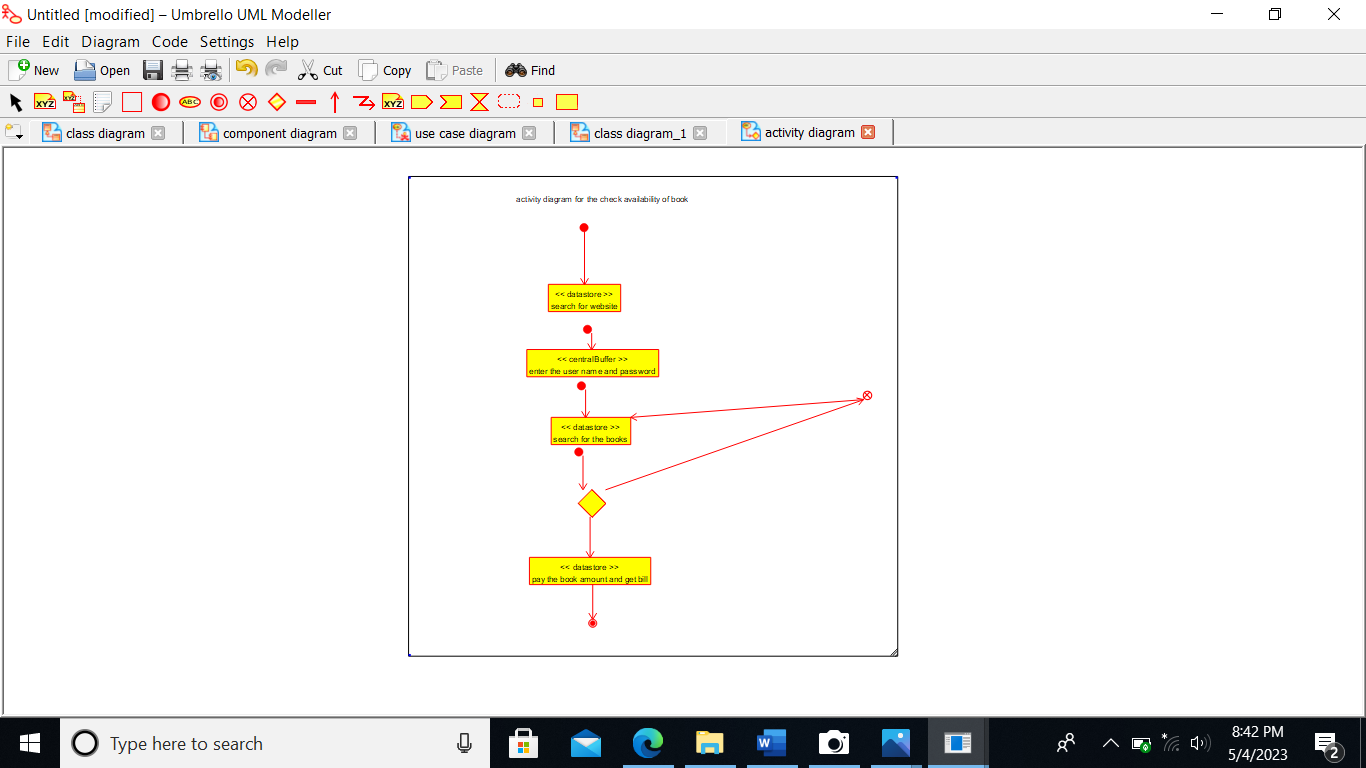 Untitled [modified] – Umbrello UML Modeller
File Edit Diagram Code Settings Help
New Open Cut Copy Paste Find
XYZ XYZ ABC XYZ
class diagram component diagram use case diagram class diagram_1 activity diagram
activity diagram for the check availability of book
<< datastore >>
search for website
<< centralBuffer >>
enter the user name and password
<< datastore >>
search for the books
<< datastore >>
pay the book amount and get bill
Type here to search
8:42 PM
5/4/2023
2